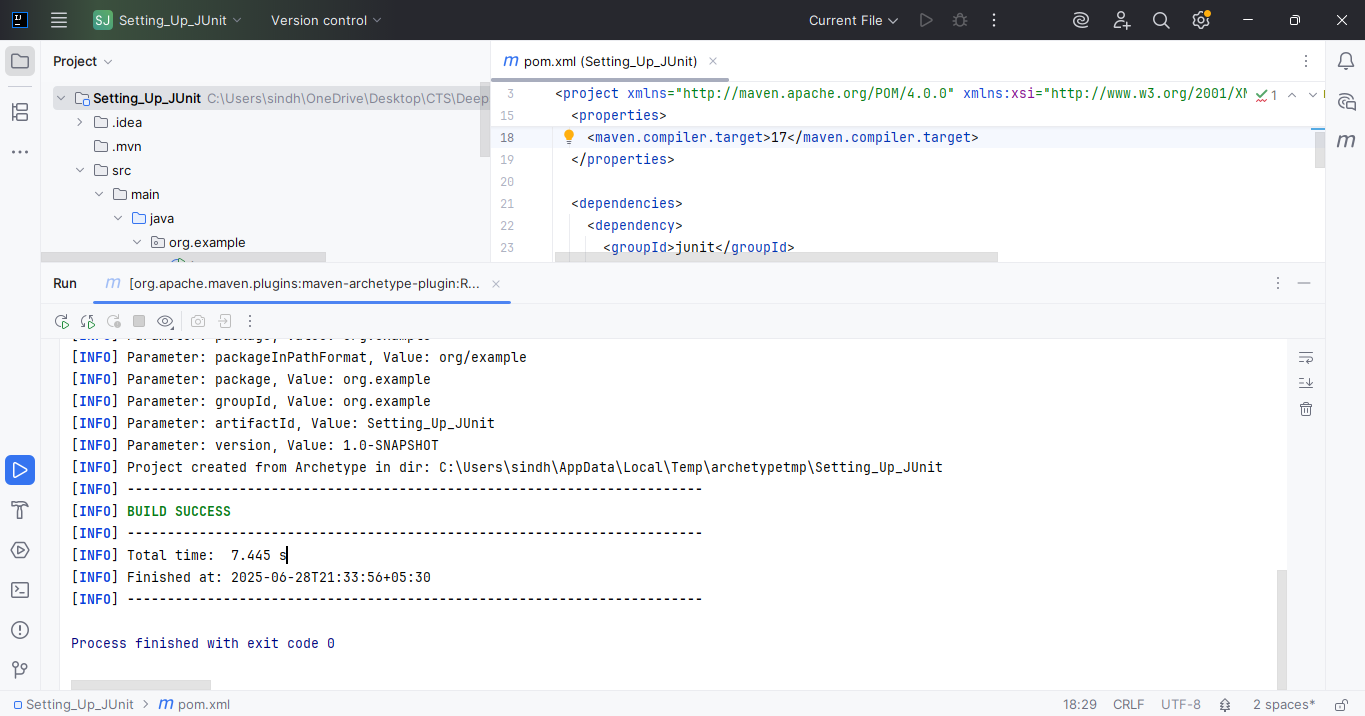 SJ Setting_Up_JUnit Version control Current File
Project
pom.xml (Setting_Up_JUnit)
Setting_Up_JUnit C:\Users\sindh\OneDrive\Desktop\CTS\Deep
.idea
.mvn
src
main
java
org.example
3 <project xmlns="http://maven.apache.org/POM/4.0.0" xmlns:xsi="http://www.w3.org/2001/XM 1
15 <properties>
18 <maven.compiler.target>17</maven.compiler.target>
19 </properties>
20
21 <dependencies>
22 <dependency>
23 <groupId>junit</groupId>
Run [org.apache.maven.plugins:maven-archetype-plugin:R...
[INFO] Parameter: package, Value: org.example
[INFO] Parameter: packageInPathFormat, Value: org/example
[INFO] Parameter: package, Value: org.example
[INFO] Parameter: groupId, Value: org.example
[INFO] Parameter: artifactId, Value: Setting_Up_JUnit
[INFO] Parameter: version, Value: 1.0-SNAPSHOT
[INFO] Project created from Archetype in dir: C:\Users\sindh\AppData\Local\Temp\archetypetmp\Setting_Up_JUnit
[INFO] ------------------------------------------------------------------------
[INFO] BUILD SUCCESS
[INFO] ------------------------------------------------------------------------
[INFO] Total time:  7.445 s
[INFO] Finished at: 2025-06-28T21:33:56+05:30
[INFO] ------------------------------------------------------------------------
Process finished with exit code 0
Setting_Up_JUnit > pom.xml 18:29 CRLF UTF-8 2 spaces*